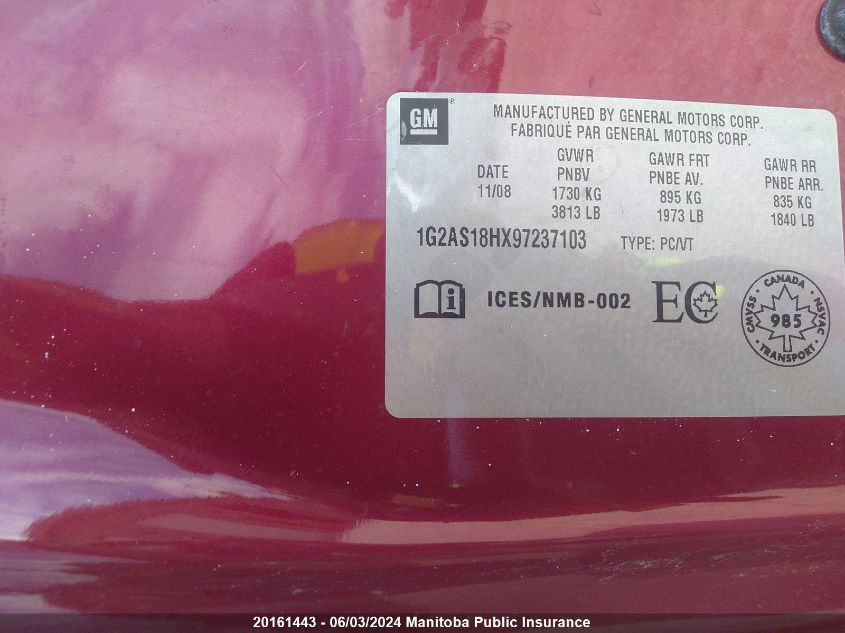 GM®
MANUFACTURED BY GENERAL MOTORS CORP.
FABRIQUÉ PAR GENERAL MOTORS CORP.
DATE GVWR GAWR FRT GAWR RR
PNBV PNBE AV. PNBE ARR.
11/08 1730 KG 895 KG 835 KG
3813 LB 1973 LB 1840 LB
1G2AS18HX97237103 TYPE: PC/VT
i ICES/NMB-002 EC
CANADA
CMVSS NSVAC
985
TRANSPORT
20161443 - 06/03/2024 Manitoba Public Insurance